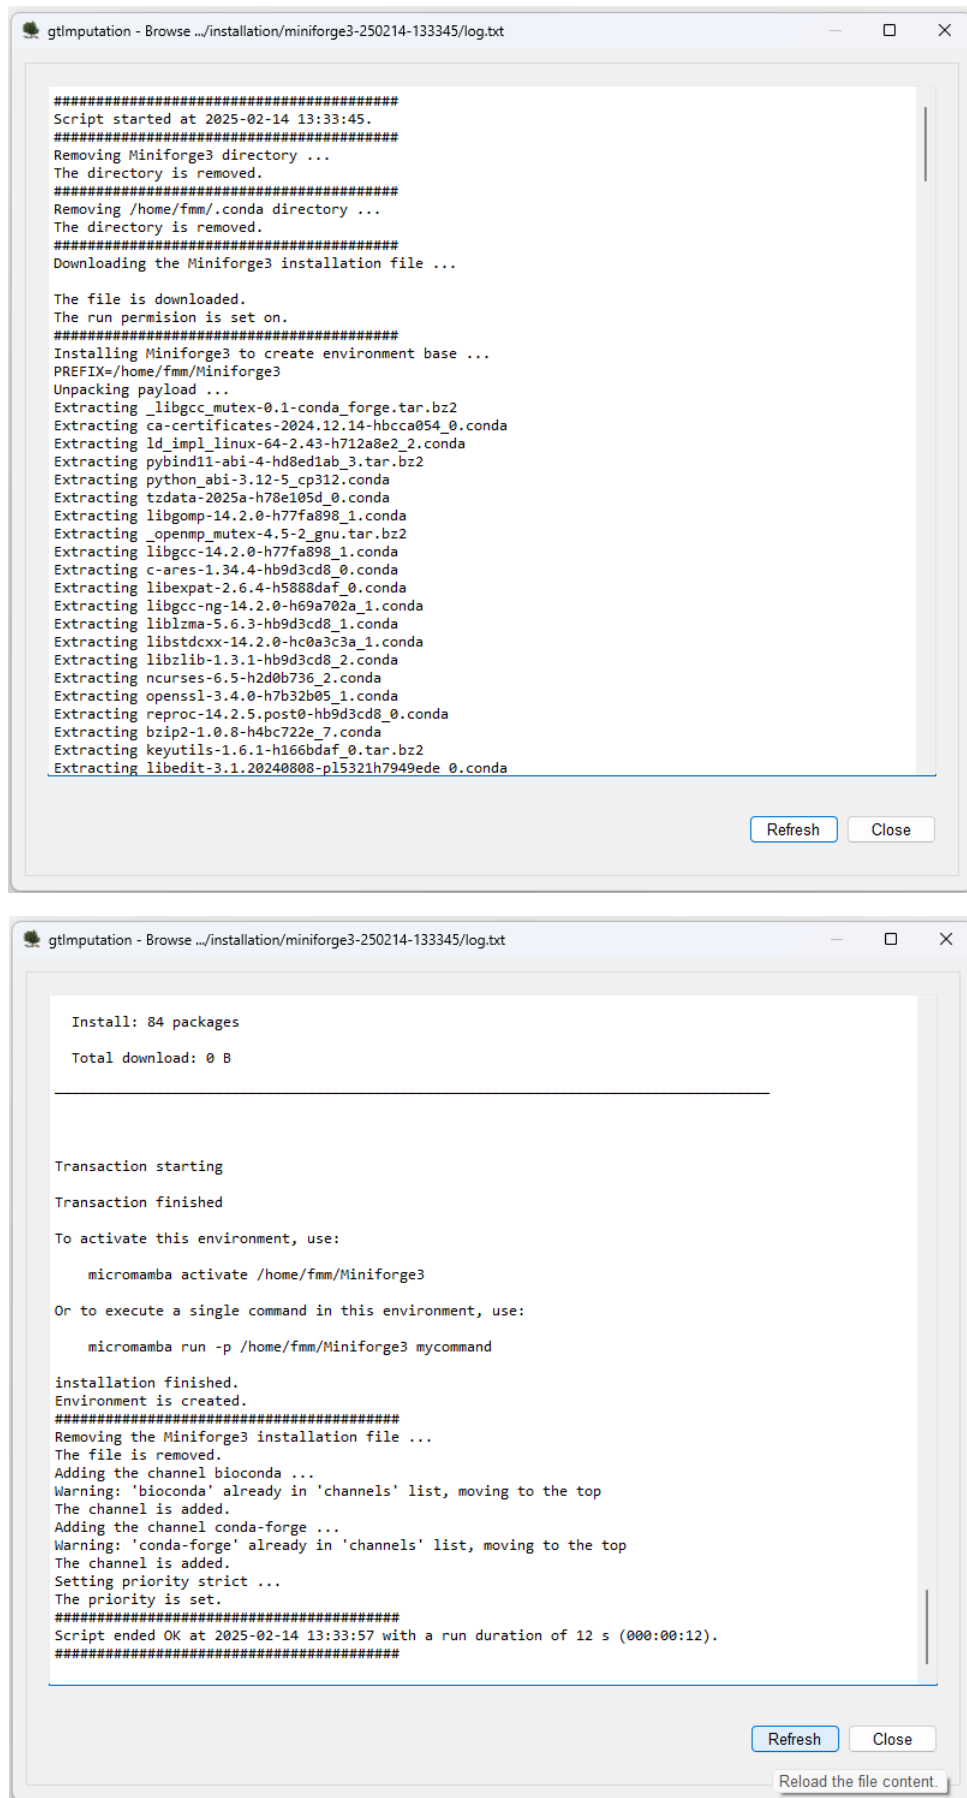 gtImputation - Browse .../installation/miniforge3-250214-133345/log.txt
#########################################
Script started at 2025-02-14 13:33:45.
#########################################
Removing Miniforge3 directory ...
The directory is removed.
#########################################
Removing /home/fmm/.conda directory ...
The directory is removed.
#########################################
Downloading the Miniforge3 installation file ...
The file is downloaded.
The run permision is set on.
#########################################
Installing Miniforge3 to create environment base ...
PREFIX=/home/fmm/Miniforge3
Unpacking payload ...
Extracting _libgcc_mutex-0.1-conda_forge.tar.bz2
Extracting ca-certificates-2024.12.14-hbcca054_0.conda
Extracting ld_impl_linux-64-2.43-h712a8e2_2.conda
Extracting pybind11-abi-4-hd8ed1ab_3.tar.bz2
Extracting python_abi-3.12-5_cp312.conda
Extracting tzdata-2025a-h78e105d_0.conda
Extracting libgomp-14.2.0-h77fa898_1.conda
Extracting _openmp_mutex-4.5-2_gnu.tar.bz2
Extracting libgcc-14.2.0-h77fa898_1.conda
Extracting c-ares-1.34.4-hb9d3cd8_0.conda
Extracting libexpat-2.6.4-h5888daf_0.conda
Extracting libgcc-ng-14.2.0-h69a702a_1.conda
Extracting liblzma-5.6.3-hb9d3cd8_1.conda
Extracting libstdcxx-14.2.0-hc0a3c3a_1.conda
Extracting libzlib-1.3.1-hb9d3cd8_2.conda
Extracting ncurses-6.5-h2d0b736_2.conda
Extracting openssl-3.4.0-h7b32b05_1.conda
Extracting reproc-14.2.5.post0-hb9d3cd8_0.conda
Extracting bzip2-1.0.8-h4bc722e_7.conda
Extracting keyutils-1.6.1-h166bdaf_0.tar.bz2
Extracting libedit-3.1.20240808-pl5321h7949ede_0.conda
Refresh Close
gtImputation - Browse .../installation/miniforge3-250214-133345/log.txt
Install: 84 packages
Total download: 0 B
Transaction starting
Transaction finished
To activate this environment, use:
micromamba activate /home/fmm/Miniforge3
Or to execute a single command in this environment, use:
micromamba run -p /home/fmm/Miniforge3 mycommand
installation finished.
Environment is created.
#########################################
Removing the Miniforge3 installation file ...
The file is removed.
Adding the channel bioconda ...
Warning: 'bioconda' already in 'channels' list, moving to the top
The channel is added.
Adding the channel conda-forge ...
Warning: 'conda-forge' already in 'channels' list, moving to the top
The channel is added.
Setting priority strict ...
The priority is set.
#########################################
Script ended OK at 2025-02-14 13:33:57 with a run duration of 12 s (000:00:12).
#########################################
Refresh Close
Reload the file content.